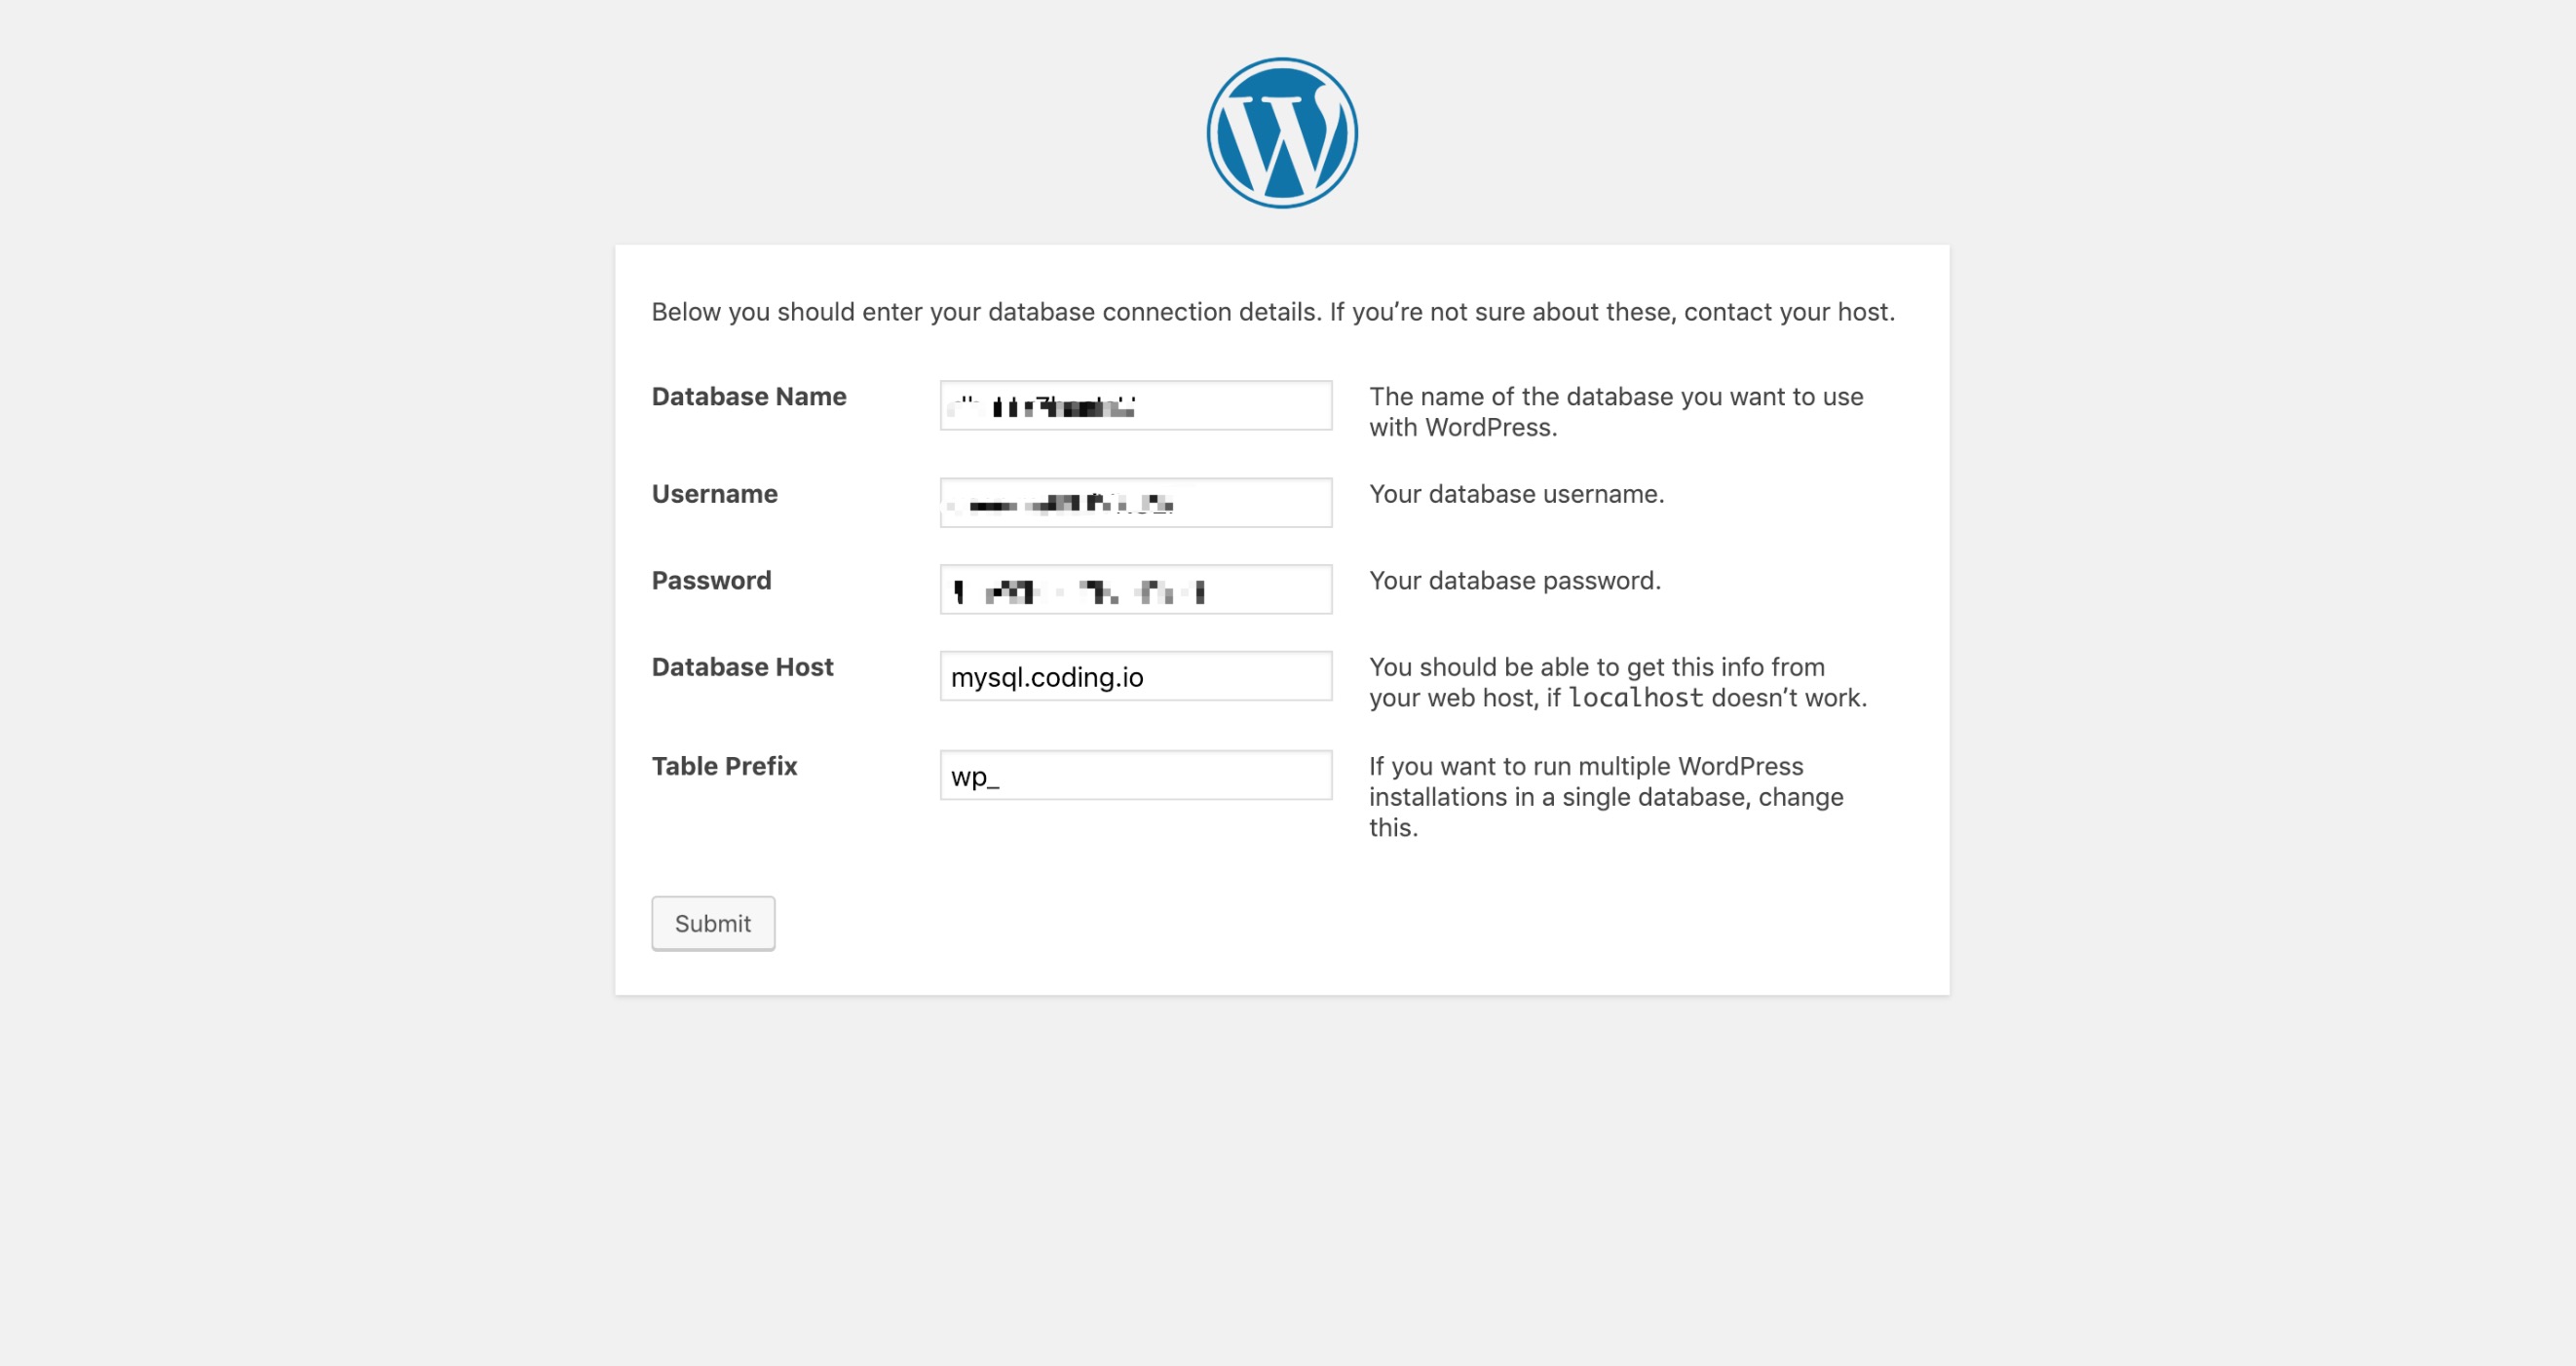 Below you should enter your database connection details. If you’re not sure about these, contact your host.
Database Name
The name of the database you want to use
with WordPress.
Username
Your database username.
Password
Your database password.
Database Host
mysql.coding.io
You should be able to get this info from
your web host, if localhost doesn’t work.
Table Prefix
wp_
If you want to run multiple WordPress
installations in a single database, change
this.
Submit